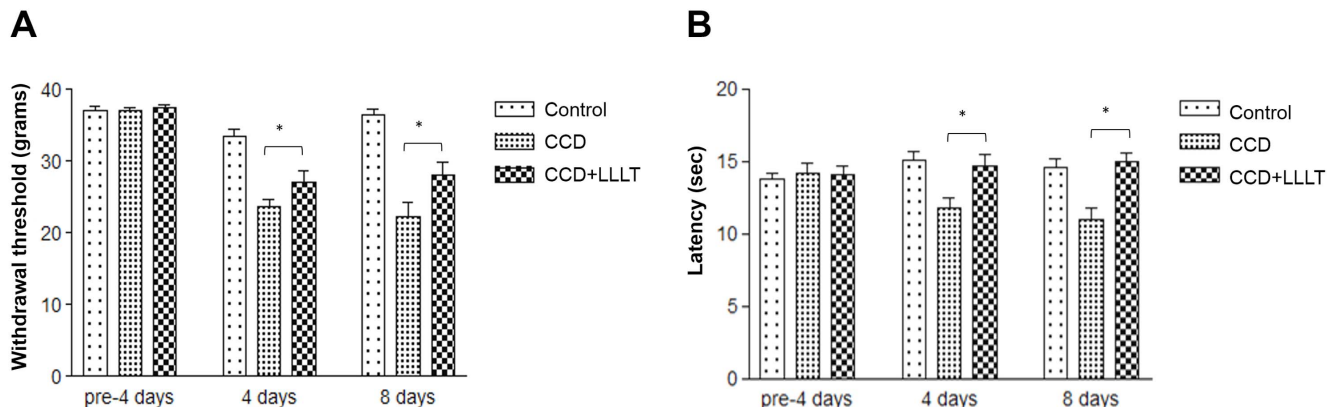 A
Withdrawal threshold (grams)
40
30
20
10
0
*
*
pre-4 days
4 days
8 days
Control
CCD
CCD+LLLT
B
Latency (sec)
20
15
10
5
0
*
*
pre-4 days
4 days
8 days
Control
CCD
CCD+LLLT